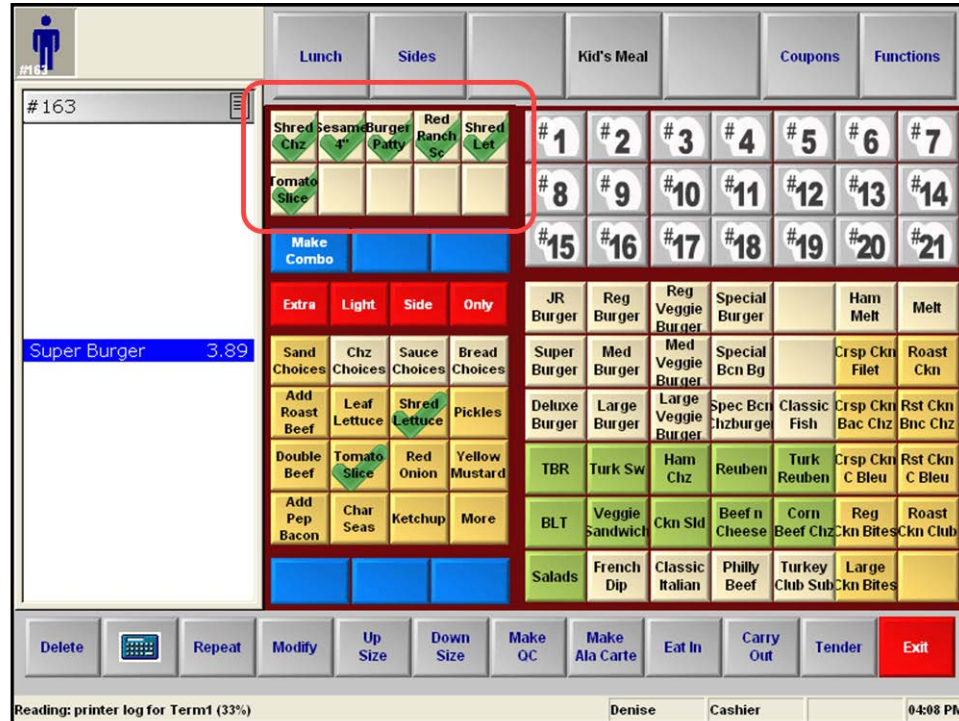 #163
Lunch
Sides
Kid's Meal
Coupons
Functions
#163
Shred Chz
Sesame 4"
Burger Patty
Red Ranch Sc
Shred Let
Tomato Slice
#1 #2 #3 #4 #5 #6 #7
#8 #9 #10 #11 #12 #13 #14
#15 #16 #17 #18 #19 #20 #21
Make Combo
Extra Light Side Only
Super Burger 3.89
Sand Choices
Chz Choices
Sauce Choices
Bread Choices
Add Roast Beef
Leaf Lettuce
Shred Lettuce
Pickles
Double Beef
Tomato Slice
Red Onion
Yellow Mustard
Add Pep Bacon
Char Seas
Ketchup
More
JR Burger
Reg Burger
Reg Veggie Burger
Special Burger
Ham Melt
Melt
Super Burger
Med Burger
Med Veggie Burger
Special Bcn Bg
Crsp Ckn Filet
Roast Ckn
Deluxe Burger
Large Burger
Large Veggie Burger
Spec Bcn Chzburger
Classic Fish
Crsp Ckn Bac Chz
Rst Ckn Bnc Chz
TBR
Turk Sw
Ham Chz
Reuben
Turk Reuben
Crsp Ckn C Bleu
Rst Ckn C Bleu
BLT
Veggie Sandwich
Ckn Sld
Beef n Cheese
Corn Beef Chz
Reg Ckn Bites
Roast Ckn Club
Salads
French Dip
Classic Italian
Philly Beef
Turkey Club Sub
Large Ckn Bites
Delete
Repeat
Modify
Up Size
Down Size
Make QC
Make Ala Carte
Eat In
Carry Out
Tender
Exit
Reading: printer log for Term1 (33%)
Denise
Cashier
04:08 PM